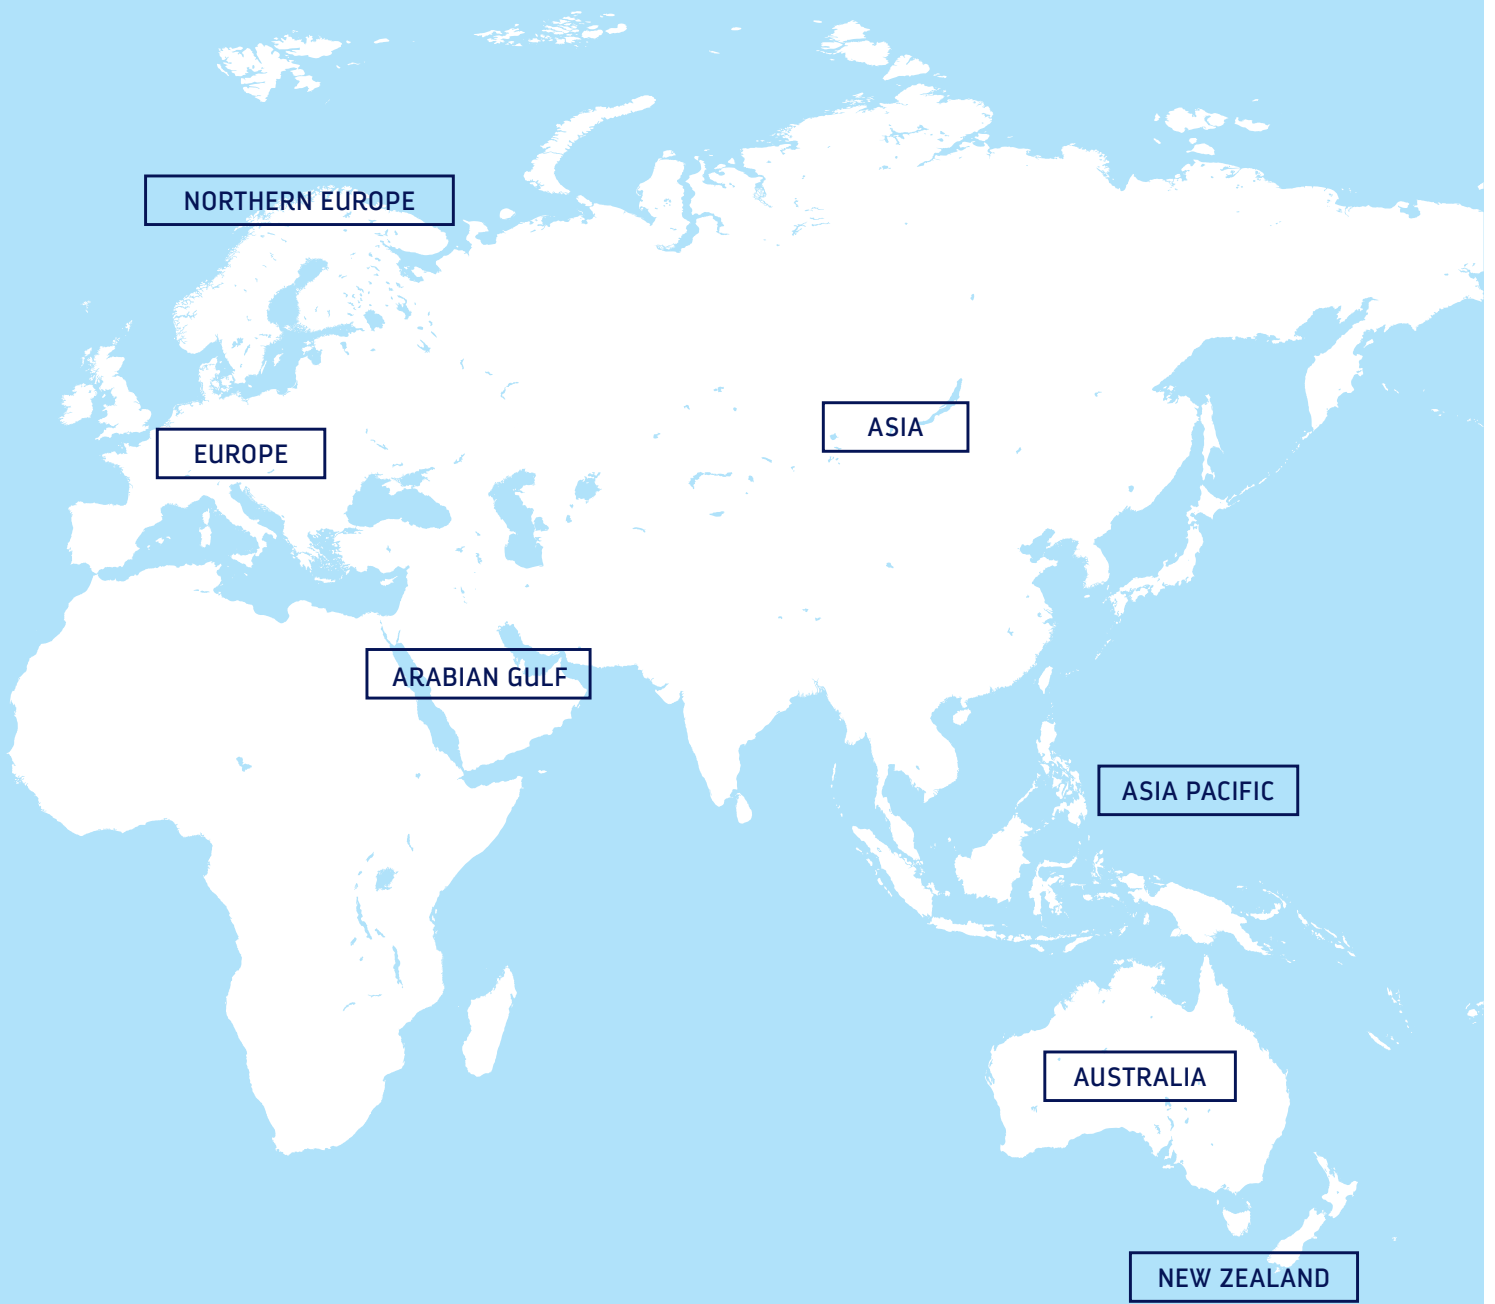 NORTHERN EUROPE
ASIA
EUROPE
ARABIAN GULF
ASIA PACIFIC
AUSTRALIA
NEW ZEALAND